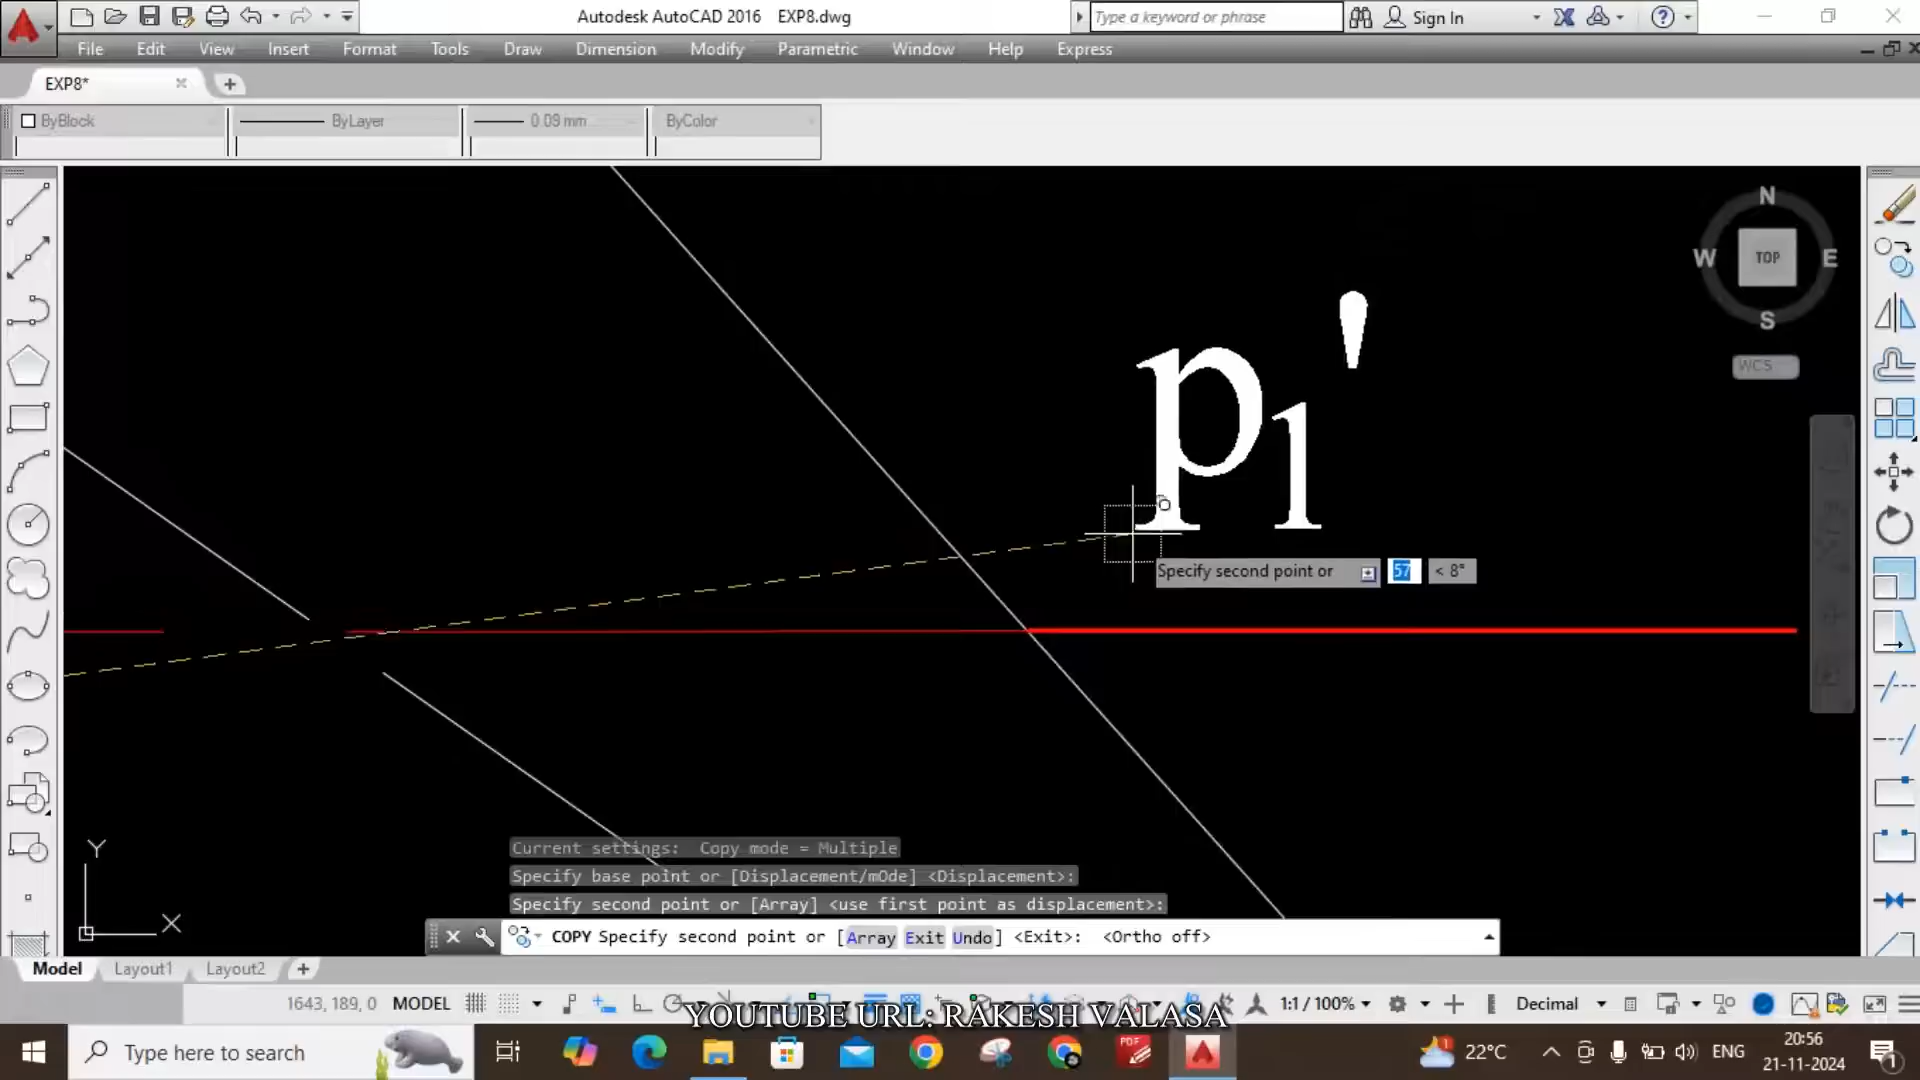 Autodesk AutoCAD 2016 EXP8.dwg
Type a keyword or phrase
Sign In
File Edit View Insert Format Tools Draw Dimension Modify Parametric Window Help Express
EXP8*
ByBlock ByLayer 0.09 mm ByColor
N
W TOP E
S
WCS
p1'
Specify second point or 57 < 8°
Y
X
Current settings: Copy mode = Multiple
Specify base point or [Displacement/mOde] <Displacement>:
Specify second point or [Array] <use first point as displacement>:
COPY Specify second point or [Array Exit Undo] <Exit>: <Ortho off>
Model Layout1 Layout2
1643, 189, 0 MODEL 1:1 / 100% Decimal
YOUTUBE URL: RAKESH VALASA
Type here to search
PDF
22°C ENG 20:56
21-11-2024
1